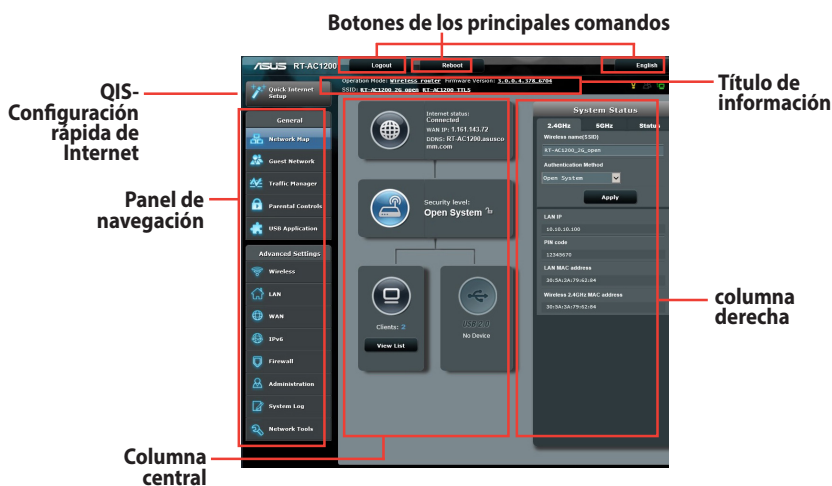 Botones de los principales comandos
ASUS RT-AC1200
Logout
Reboot
English
Operation Mode: Wireless router Firmware Version: 3.0.0.4.378_6704
SSID: RT-AC1200_2G_open RT-AC1200_TTLS
Título de
información
QIS-
Configuración
rápida de
Internet
Quick Internet
Setup
General
Network Map
Guest Network
Traffic Manager
Parental Controls
USB Application
Panel de
navegación
Advanced Settings
Wireless
LAN
WAN
IPv6
Firewall
Administration
System Log
Network Tools
Internet status:
Connected
WAN IP: 1.161.143.72
DDNS: RT-AC1200.asusco
mm.com
Security level:
Open System
Clients: 2
View List
USB 2.0
No Device
System Status
2.4GHz 5GHz Status
Wireless name(SSID)
RT-AC1200_2G_open
Authentication
Method
Open System
Apply
LAN IP
10.10.10.100
PIN code
12345670
LAN MAC address
30:5A:3A:79:62:84
Wireless 2.4GHz MAC address
30:5A:3A:79:62:84
columna
derecha
Columna
central